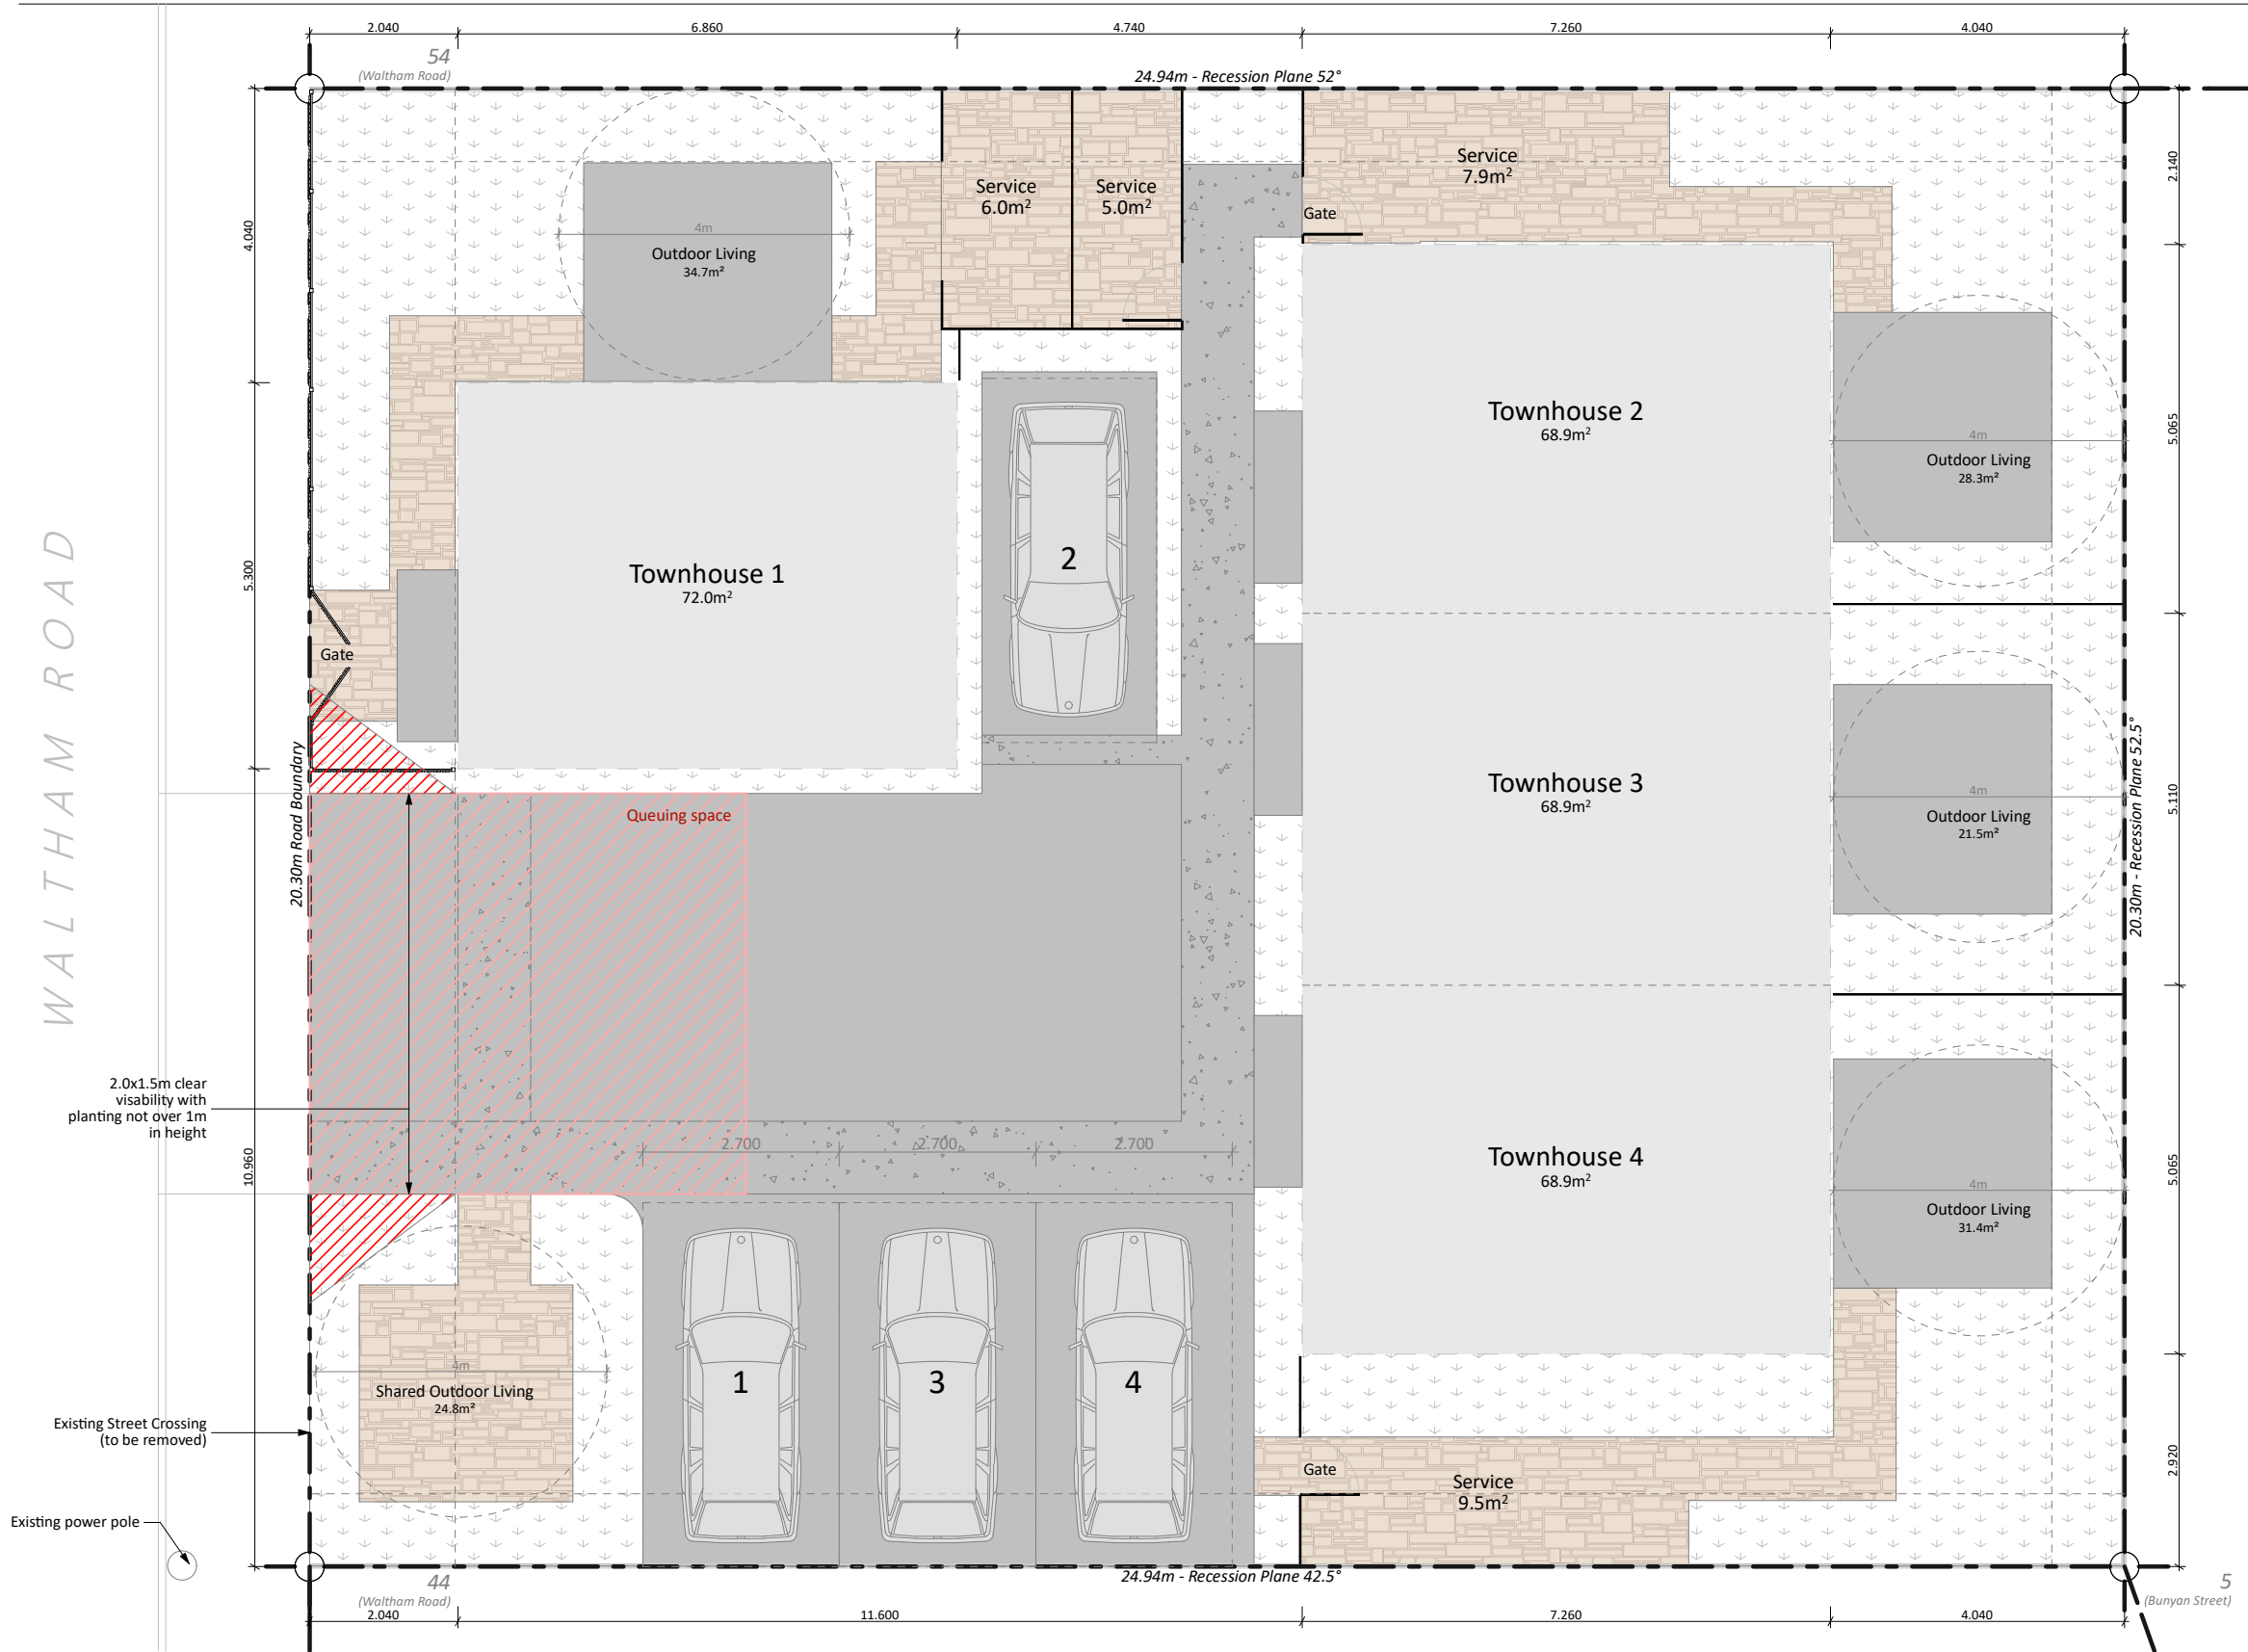 2.040
6.860
4.740
7.260
4.040
54
(Waltham Road)
24.94m - Recession Plane 52°
4.040
5.300
10.960
2.140
5.065
5.110
5.065
2.920
WALTHAM ROAD
20.30m Road Boundary
20.30m - Recession Plane 52.5°
Service
6.0m²
Service
5.0m²
Service
7.9m²
Gate
4m
Outdoor Living
34.7m²
Townhouse 2
68.9m²
4m
Outdoor Living
28.3m²
2
Townhouse 1
72.0m²
Gate
Townhouse 3
68.9m²
4m
Outdoor Living
21.5m²
Queuing space
2.0x1.5m clear
visability with
planting not over 1m
in height
2.700
2.700
2.700
Townhouse 4
68.9m²
4m
Outdoor Living
31.4m²
4m
Shared Outdoor Living
24.8m²
1
3
4
Existing Street Crossing
(to be removed)
Gate
Service
9.5m²
Existing power pole
44
(Waltham Road)
24.94m - Recession Plane 42.5°
5
(Bunyan Street)
2.040
11.600
7.260
4.040